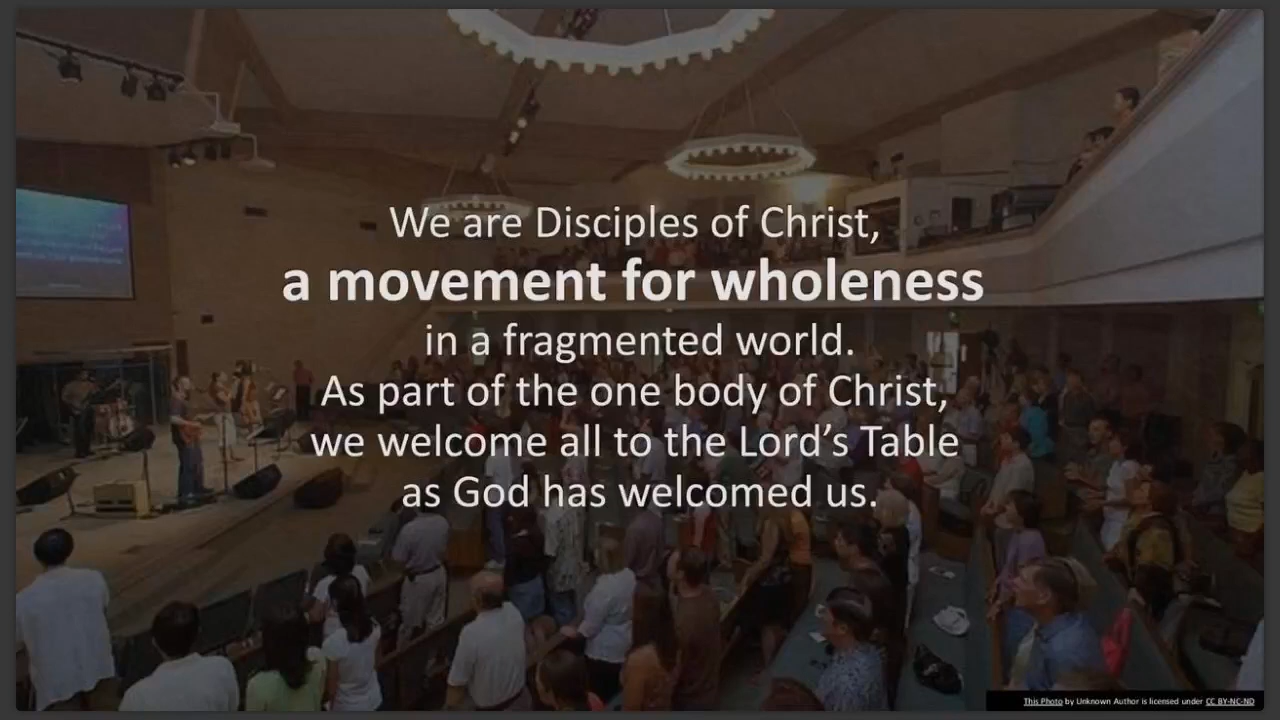 We are Disciples of Christ,
a movement for wholeness
in a fragmented world.
As part of the one body of Christ,
we welcome all to the Lord’s Table
as God has welcomed us.
This Photo by Unknown Author is licensed under CC BY-NC-ND